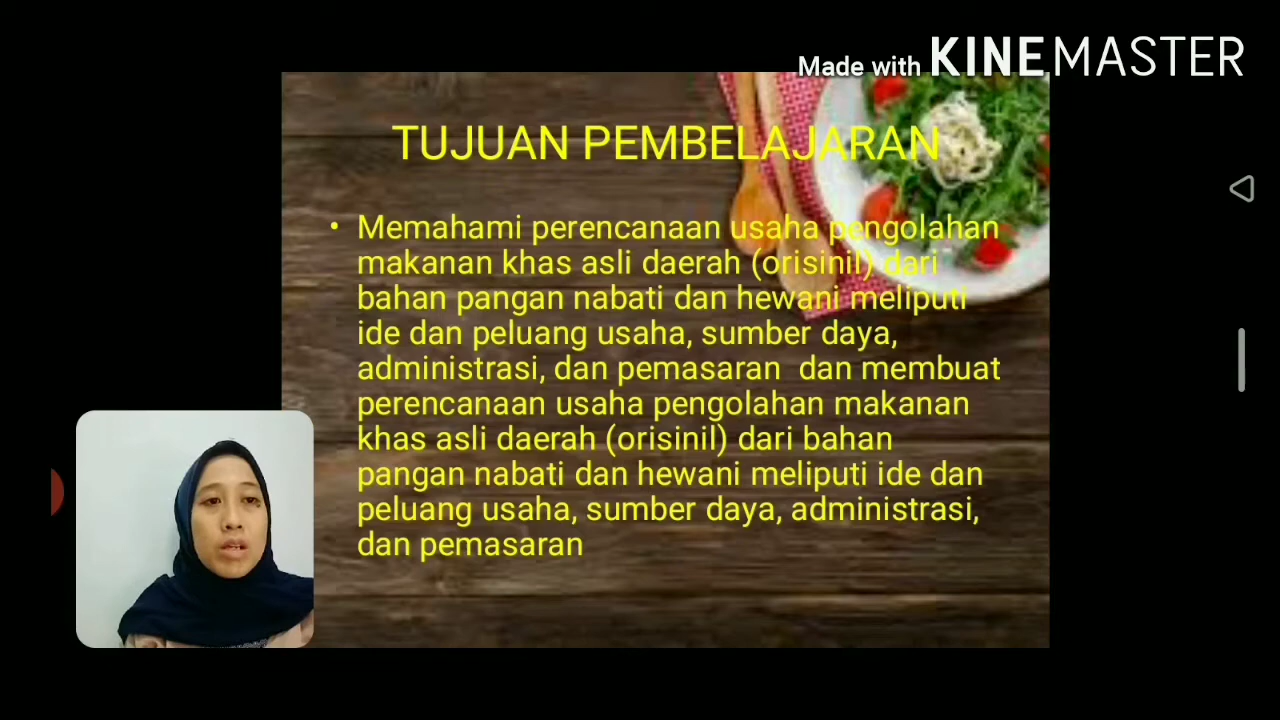 Made with KINEMASTER
TUJUAN PEMBELAJARAN
• Memahami perencanaan usaha pengolahan
makanan khas asli daerah (orisinil) dari
bahan pangan nabati dan hewani meliputi
ide dan peluang usaha, sumber daya,
administrasi, dan pemasaran  dan membuat
perencanaan usaha pengolahan makanan
khas asli daerah (orisinil) dari bahan
pangan nabati dan hewani meliputi ide dan
peluang usaha, sumber daya, administrasi,
dan pemasaran